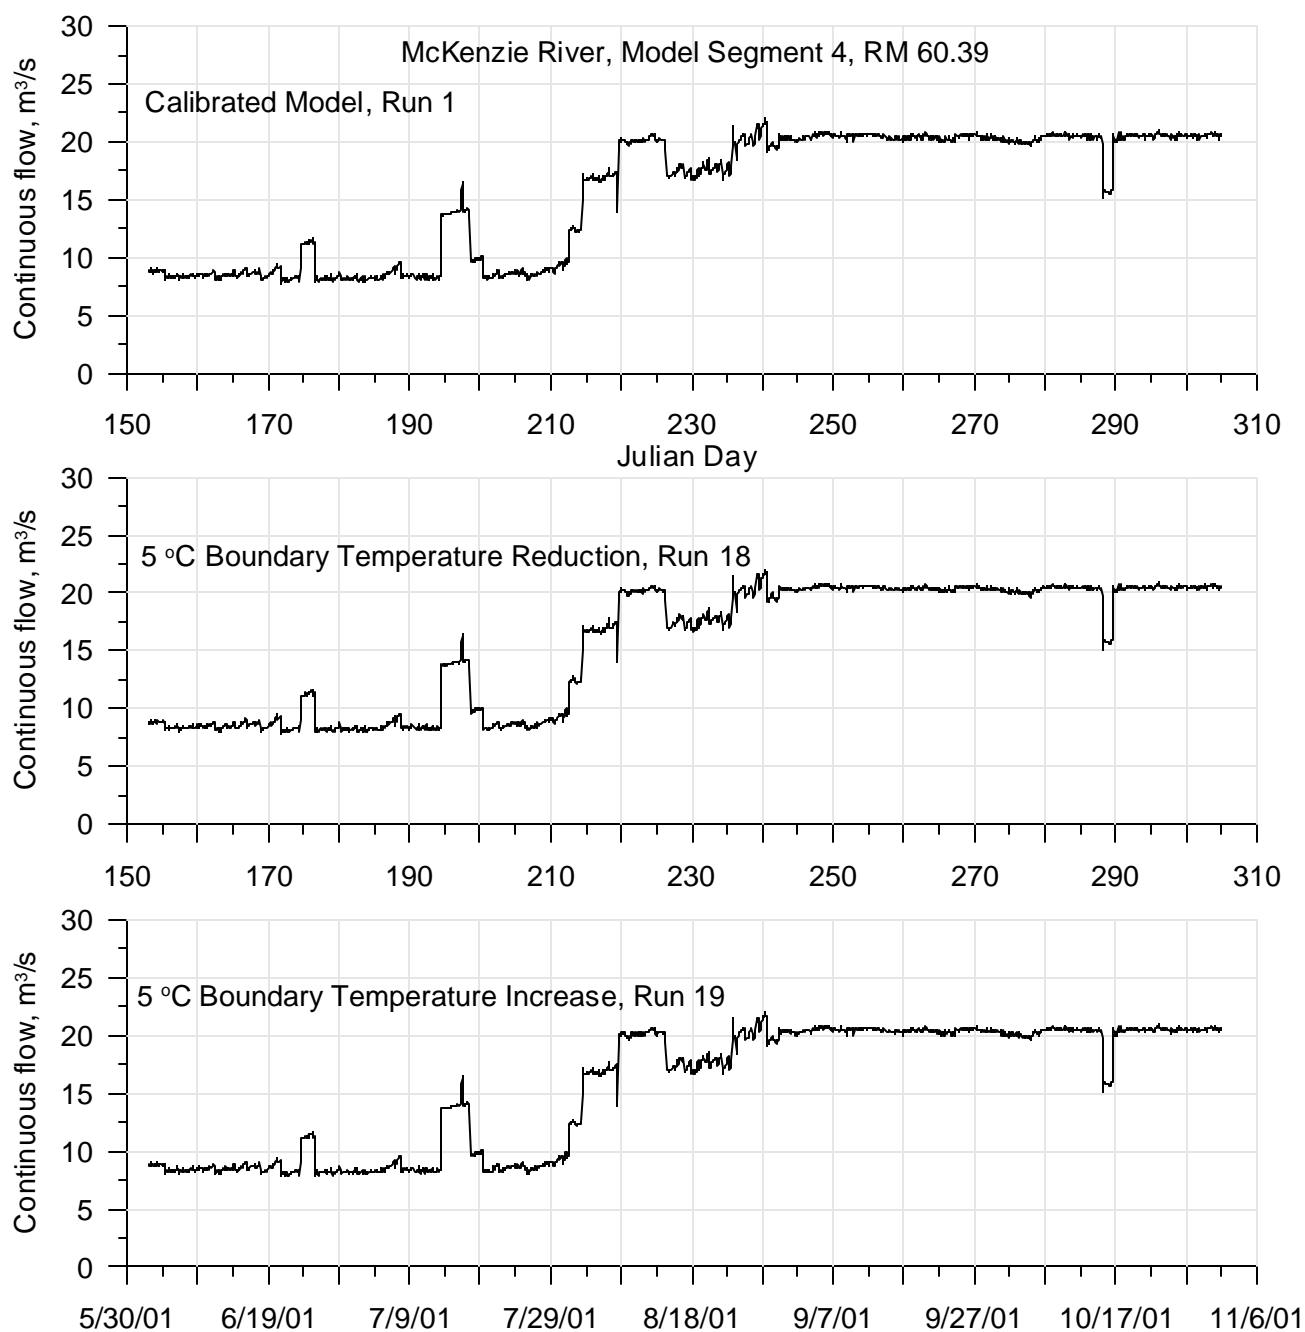 McKenzie River, Model Segment 4, RM 60.39
Calibrated Model, Run 1
Continuous flow, m³/s
30
25
20
15
10
5
0
150 170 190 210 230 250 270 290 310
Julian Day
5 ºC Boundary Temperature Reduction, Run 18
Continuous flow, m³/s
30
25
20
15
10
5
0
150 170 190 210 230 250 270 290 310
5 ºC Boundary Temperature Increase, Run 19
Continuous flow, m³/s
30
25
20
15
10
5
0
5/30/01 6/19/01 7/9/01 7/29/01 8/18/01 9/7/01 9/27/01 10/17/01 11/6/01